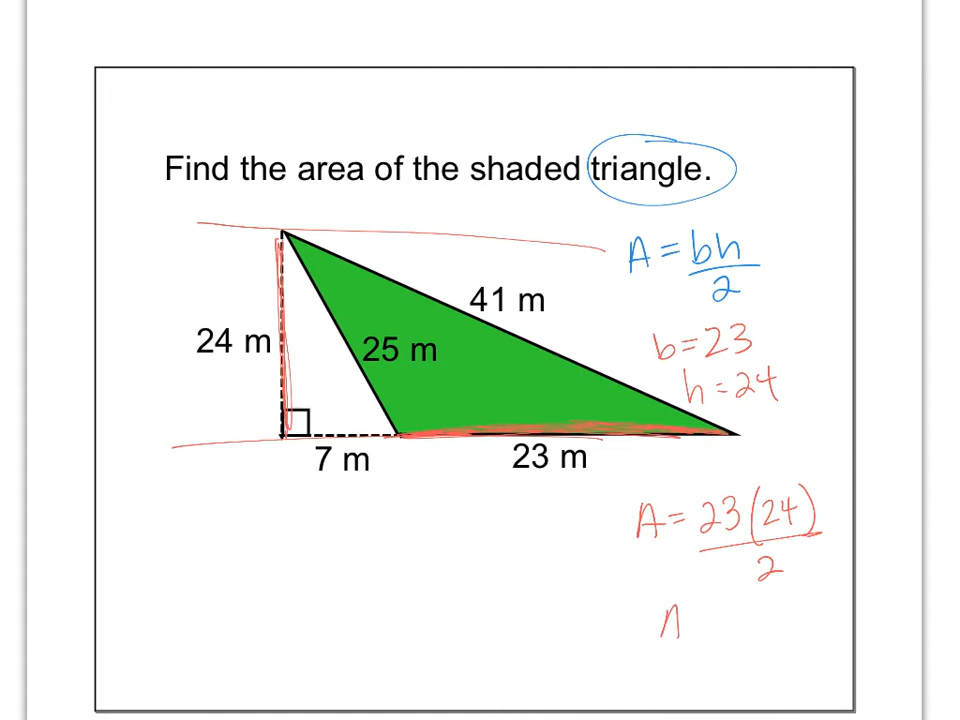 Find the area of the shaded triangle.
A = bh/2
41 m
24 m
25 m
b = 23
h = 24
7 m
23 m
A = 23(24)/2